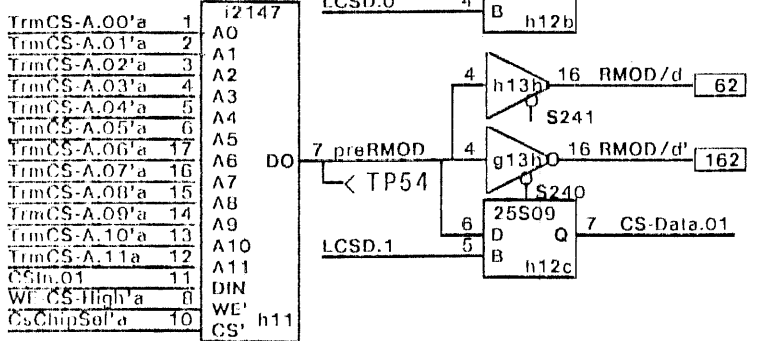 i2147
TrmCS-A.00'a 1 A0
TrmCS-A.01'a 2 A1
TrmCS-A.02'a 3 A2
TrmCS-A.03'a 4 A3
TrmCS-A.04'a 5 A4
TrmCS-A.05'a 6 A5
TrmCS-A.06'a 17 A6
TrmCS-A.07'a 16 A7
TrmCS-A.08'a 15 A8
TrmCS-A.09'a 14 A9
TrmCS-A.10'a 13 A10
TrmCS-A.11a 12 A11
CSIn.01 11 DIN
WE-CS-High'a 8 WE'
CsChipSel'a 10 CS'
h11
DO 7 preRMOD
TP54
LCSD.0 4 B
h12b
4 h13h 16 RMOD/d 62
S241
4 g13h 16 RMOD/d' 162
S240
25S09
6 D Q 7 CS-Data.01
LCSD.1 5 B
h12c